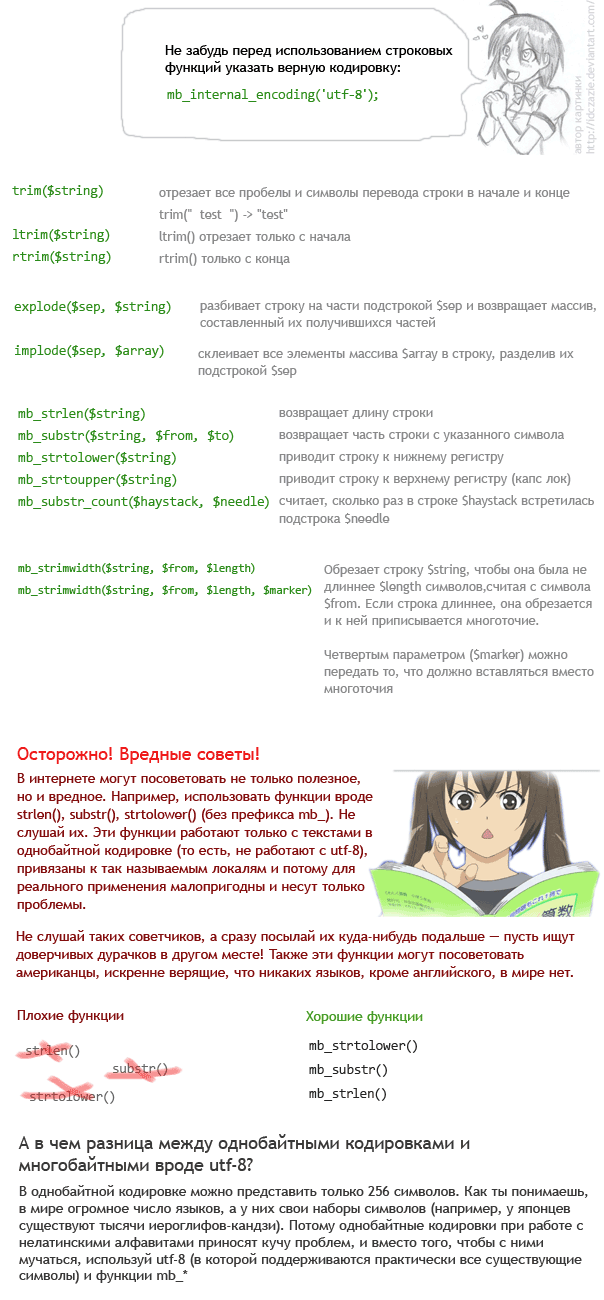 Не забудь перед использованием строковых
функций указать верную кодировку:
mb_internal_encoding('utf-8');
автор картинки
http://idczazie.deviantart.com/
trim($string) отрезает все пробелы и символы перевода строки в начале и конце
trim("  test  ") -> "test"
ltrim($string) ltrim() отрезает только с начала
rtrim($string) rtrim() только с конца
explode($sep, $string) разбивает строку на части подстрокой $sep и возвращает массив,
составленный их получившихся частей
implode($sep, $array) склеивает все элементы массива $array в строку, разделив их
подстрокой $sep
mb_strlen($string) возвращает длину строки
mb_substr($string, $from, $to) возвращает часть строки с указанного символа
mb_strtolower($string) приводит строку к нижнему регистру
mb_strtoupper($string) приводит строку к верхнему регистру (капс лок)
mb_substr_count($haystack, $needle) считает, сколько раз в строке $haystack встретилась
подстрока $needle
mb_strimwidth($string, $from, $length) Обрезает строку $string, чтобы она была не
mb_strimwidth($string, $from, $length, $marker) длиннее $length символов,считая с символа
$from. Если строка длиннее, она обрезается
и к ней приписывается многоточие.
Четвертым параметром ($marker) можно
передать то, что должно вставляться вместо
многоточия
Осторожно! Вредные советы!
В интернете могут посоветовать не только полезное,
но и вредное. Например, использовать функции вроде
strlen(), substr(), strtolower() (без префикса mb_). Не
слушай их. Эти функции работают только с текстами в
однобайтной кодировке (то есть, не работают с utf-8),
привязаны к так называемым локалям и потому для
реального применения малопригодны и несут только
проблемы.
算数
Не слушай таких советчиков, а сразу посылай их куда-нибудь подальше — пусть ищут
доверчивых дурачков в другом месте! Также эти функции могут посоветовать
американцы, искренне верящие, что никаких языков, кроме английского, в мире нет.
Плохие функции
strlen()
substr()
strtolower()
Хорошие функции
mb_strtolower()
mb_substr()
mb_strlen()
А в чем разница между однобайтными кодировками и
многобайтными вроде utf-8?
В однобайтной кодировке можно представить только 256 символов. Как ты понимаешь,
в мире огромное число языков, а у них свои наборы символов (например, у японцев
существуют тысячи иероглифов-кандзи). Потому однобайтные кодировки при работе с
нелатинскими алфавитами приносят кучу проблем, и вместо того, чтобы с ними
мучаться, используй utf-8 (в которой поддерживаются практически все существующие
символы) и функции mb_*